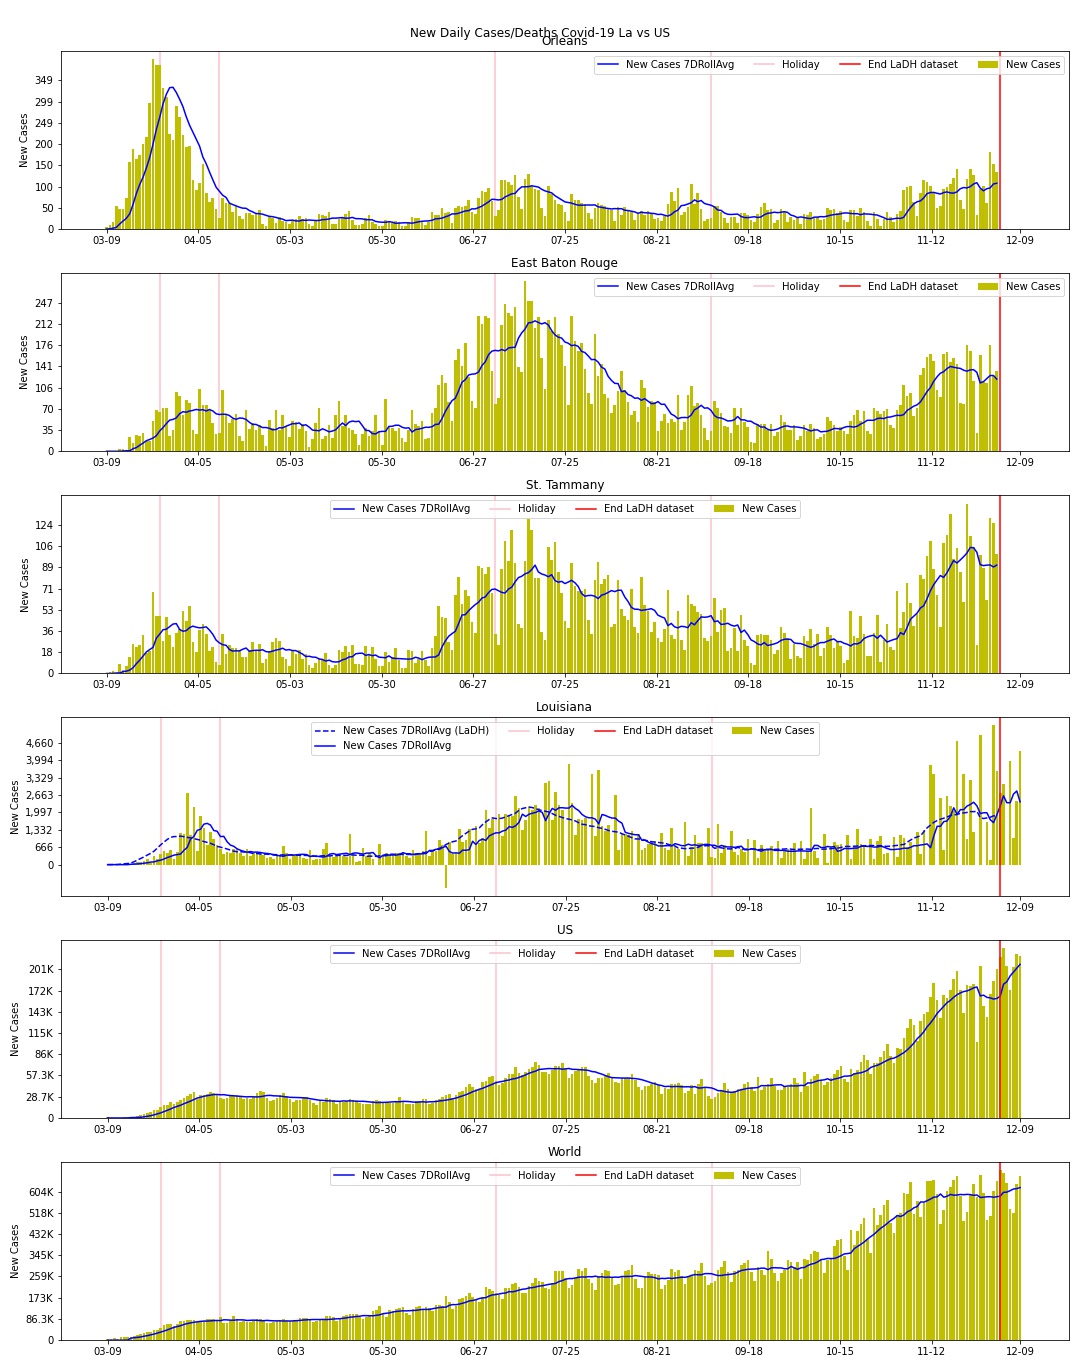 New Daily Cases/Deaths Covid-19 La vs US
Orleans
New Cases 7DRollAvg Holiday End LaDH dataset New Cases
New Cases
349
299
249
200
150
100
50
0
03-09 04-05 05-03 05-30 06-27 07-25 08-21 09-18 10-15 11-12 12-09
East Baton Rouge
New Cases 7DRollAvg Holiday End LaDH dataset New Cases
New Cases
247
212
176
141
106
70
35
0
03-09 04-05 05-03 05-30 06-27 07-25 08-21 09-18 10-15 11-12 12-09
St. Tammany
New Cases 7DRollAvg Holiday End LaDH dataset New Cases
New Cases
124
106
89
71
53
36
18
0
03-09 04-05 05-03 05-30 06-27 07-25 08-21 09-18 10-15 11-12 12-09
Louisiana
New Cases 7DRollAvg (LaDH) Holiday End LaDH dataset New Cases
New Cases 7DRollAvg
New Cases
4,660
3,994
3,329
2,663
1,997
1,332
666
0
03-09 04-05 05-03 05-30 06-27 07-25 08-21 09-18 10-15 11-12 12-09
US
New Cases 7DRollAvg Holiday End LaDH dataset New Cases
New Cases
201K
172K
143K
115K
86K
57.3K
28.7K
0
03-09 04-05 05-03 05-30 06-27 07-25 08-21 09-18 10-15 11-12 12-09
World
New Cases 7DRollAvg Holiday End LaDH dataset New Cases
New Cases
604K
518K
432K
345K
259K
173K
86.3K
0
03-09 04-05 05-03 05-30 06-27 07-25 08-21 09-18 10-15 11-12 12-09